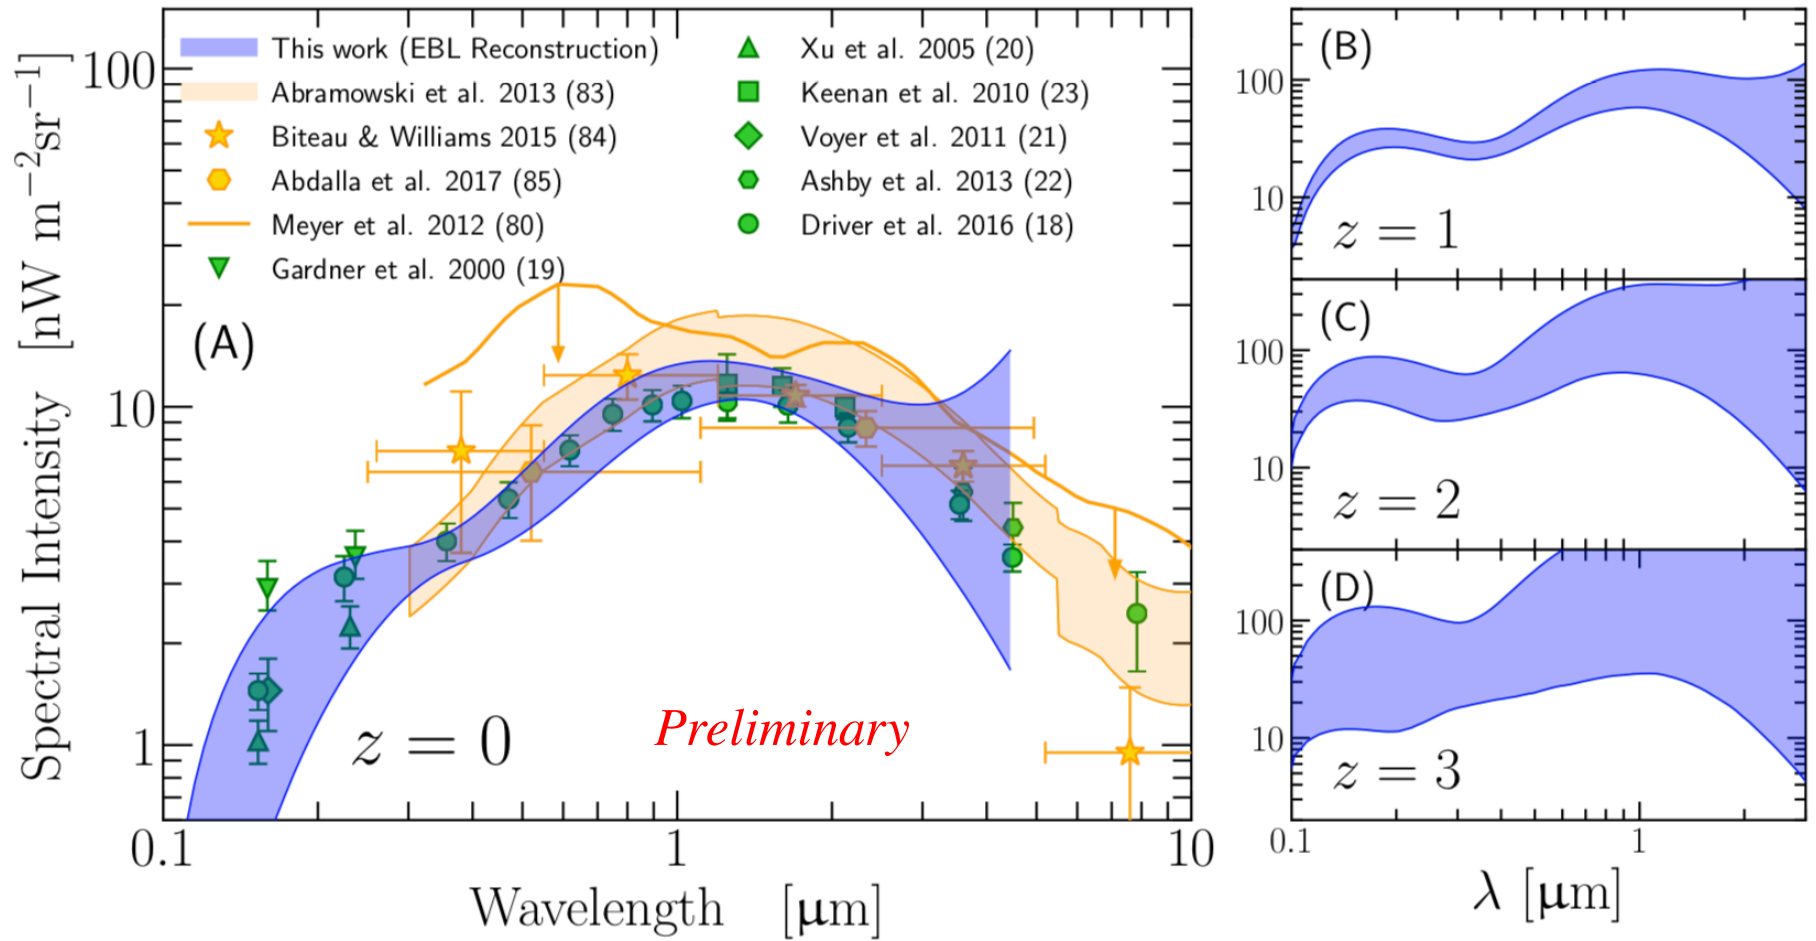 Spectral Intensity [nW m−2sr−1]
100
10
1
This work (EBL Reconstruction)
Abramowski et al. 2013 (83)
Biteau & Williams 2015 (84)
Abdalla et al. 2017 (85)
Meyer et al. 2012 (80)
Gardner et al. 2000 (19)
Xu et al. 2005 (20)
Keenan et al. 2010 (23)
Voyer et al. 2011 (21)
Ashby et al. 2013 (22)
Driver et al. 2016 (18)
(A)
z = 0
Preliminary
0.1 1 10
Wavelength [μm]
(B)
100
10
z = 1
(C)
100
10
z = 2
(D)
100
10
z = 3
0.1 1
λ [μm]